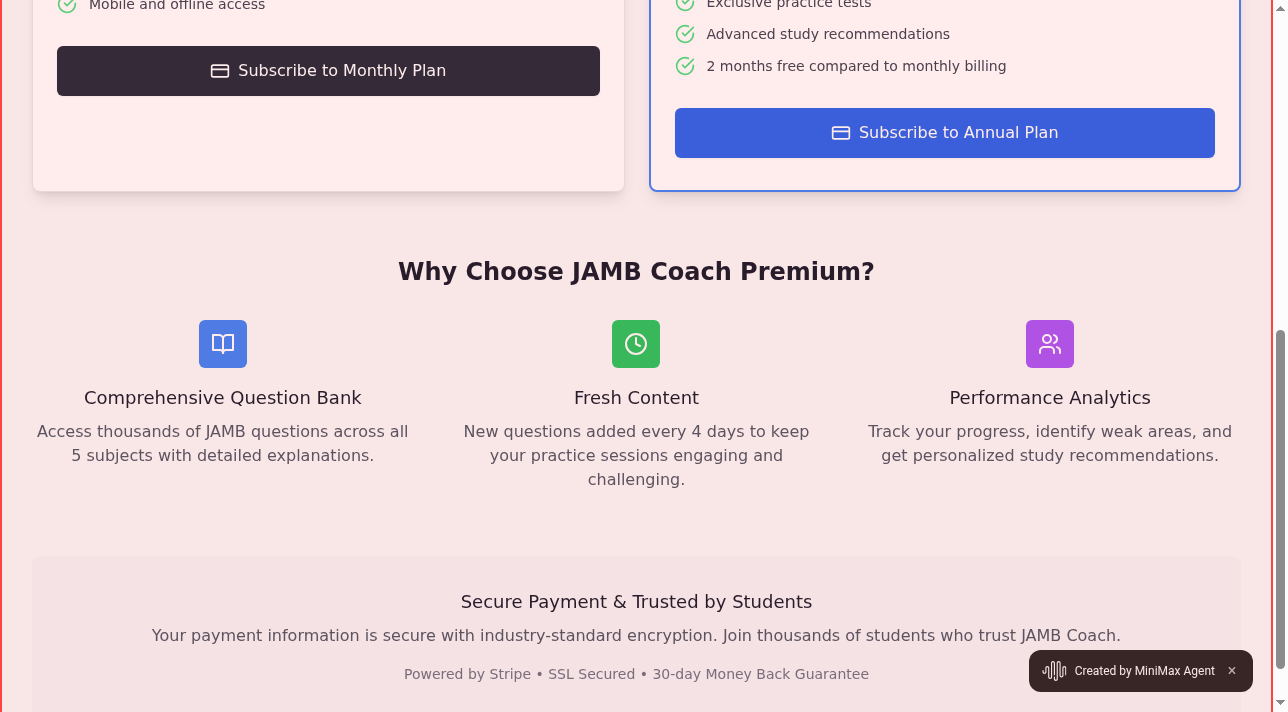 Mobile and offline access
Subscribe to Monthly Plan
Exclusive practice tests
Advanced study recommendations
2 months free compared to monthly billing
Subscribe to Annual Plan
Why Choose JAMB Coach Premium?
Comprehensive Question Bank
Access thousands of JAMB questions across all
5 subjects with detailed explanations.
Fresh Content
New questions added every 4 days to keep
your practice sessions engaging and
challenging.
Performance Analytics
Track your progress, identify weak areas, and
get personalized study recommendations.
Secure Payment & Trusted by Students
Your payment information is secure with industry-standard encryption. Join thousands of students who trust JAMB Coach.
Powered by Stripe • SSL Secured • 30-day Money Back Guarantee
Created by MiniMax Agent ×